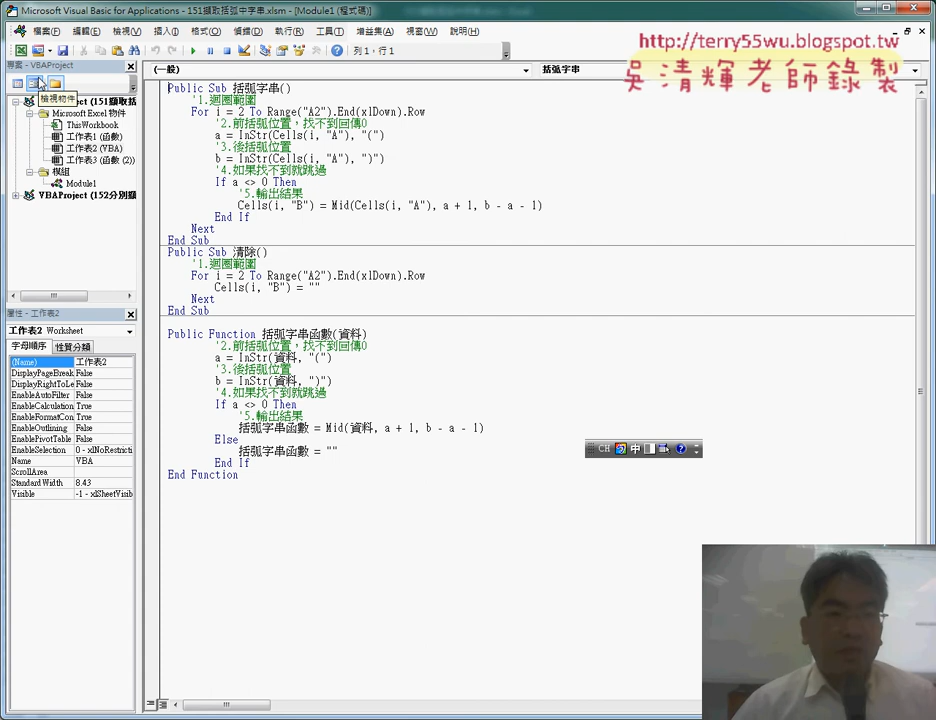 Microsoft Visual Basic for Applications - 151擷取括弧中字串.xlsm - [Module1 (程式碼)]
檔案(F) 編輯(E) 檢視(V) 插入(I) 格式(O) 偵錯(D) 執行(R) 工具(T) 增益集(A) 視窗(W) 說明(H)
列 1，行 1
http://terry55wu.blogspot.tw
吳清輝老師錄製
專案 - VBAProject
檢視物件
ject (151擷取括
Microsoft Excel 物件
ThisWorkbook
工作表1 (函數)
工作表2 (VBA)
工作表3 (函數 (2))
模組
Module1
VBAProject (152分別擷
屬性 - 工作表2
工作表2 Worksheet
字母順序 性質分類
(Name) 工作表2
DisplayPageBreak False
DisplayRightToLe False
EnableAutoFilter False
EnableCalculation True
EnableFormatCon True
EnableOutlining False
EnablePivotTable False
EnableSelection 0 - xlNoRestricti
Name VBA
ScrollArea
StandardWidth 8.43
Visible -1 - xlSheetVisib
(一般) 括弧字串
Public Sub 括弧字串()
'1.迴圈範圍
For i = 2 To Range("A2").End(xlDown).Row
'2.前括弧位置，找不到回傳0
a = InStr(Cells(i, "A"), "(")
'3.後括弧位置
b = InStr(Cells(i, "A"), ")")
'4.如果找不到就跳過
If a <> 0 Then
'5.輸出結果
Cells(i, "B") = Mid(Cells(i, "A"), a + 1, b - a - 1)
End If
Next
End Sub
Public Sub 清除()
'1.迴圈範圍
For i = 2 To Range("A2").End(xlDown).Row
Cells(i, "B") = ""
Next
End Sub
Public Function 括弧字串函數(資料)
'2.前括弧位置，找不到回傳0
a = InStr(資料, "(")
'3.後括弧位置
b = InStr(資料, ")")
'4.如果找不到就跳過
If a <> 0 Then
'5.輸出結果
括弧字串函數 = Mid(資料, a + 1, b - a - 1)
Else
括弧字串函數 = ""
End If
End Function
CH 中